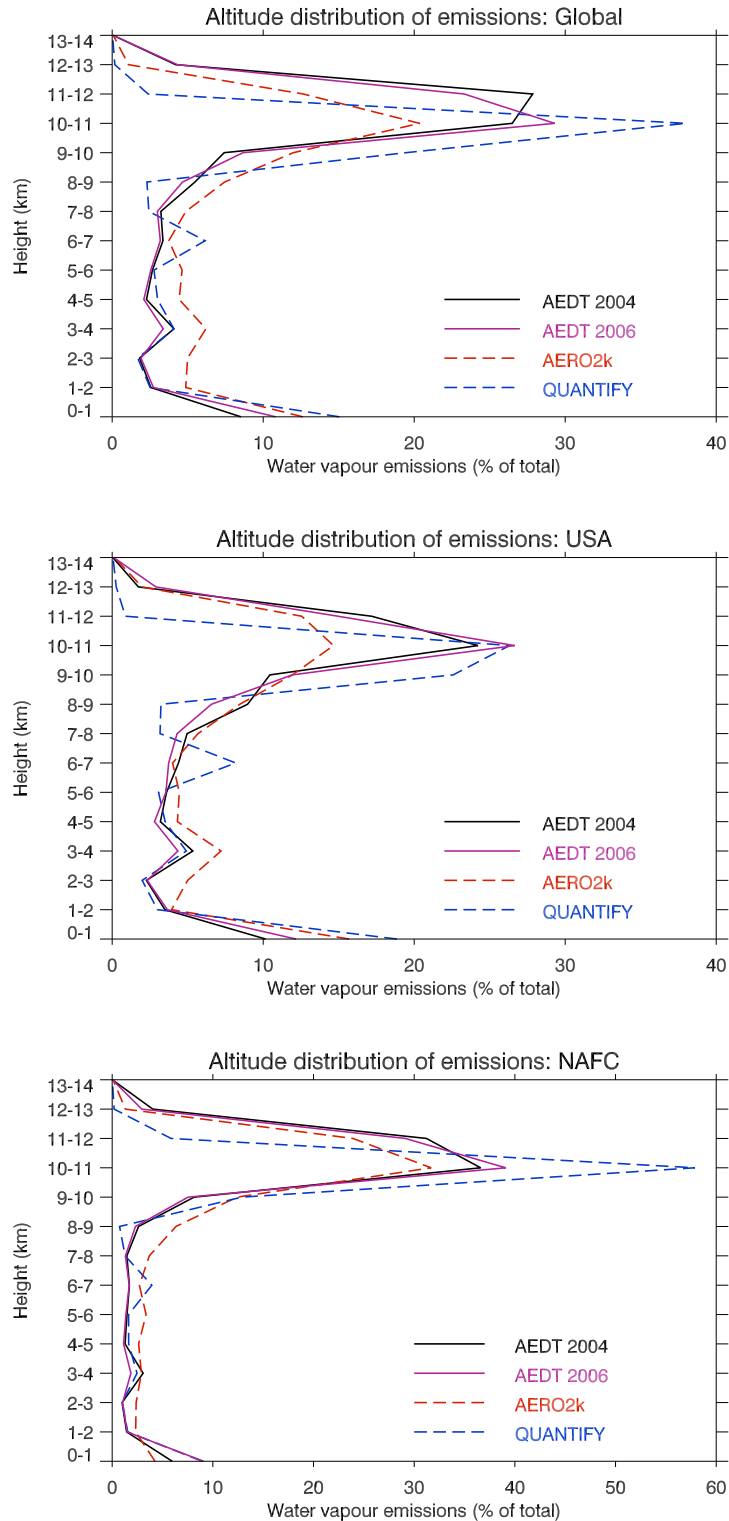 Altitude distribution of emissions: Global
13-14
12-13
11-12
10-11
9-10
8-9
7-8
6-7
5-6
4-5
3-4
2-3
1-2
0-1
Height (km)
AEDT 2004
AEDT 2006
AERO2k
QUANTIFY
0 10 20 30 40
Water vapour emissions (% of total)
Altitude distribution of emissions: USA
13-14
12-13
11-12
10-11
9-10
8-9
7-8
6-7
5-6
4-5
3-4
2-3
1-2
0-1
Height (km)
AEDT 2004
AEDT 2006
AERO2k
QUANTIFY
0 10 20 30 40
Water vapour emissions (% of total)
Altitude distribution of emissions: NAFC
13-14
12-13
11-12
10-11
9-10
8-9
7-8
6-7
5-6
4-5
3-4
2-3
1-2
0-1
Height (km)
AEDT 2004
AEDT 2006
AERO2k
QUANTIFY
0 10 20 30 40 50 60
Water vapour emissions (% of total)